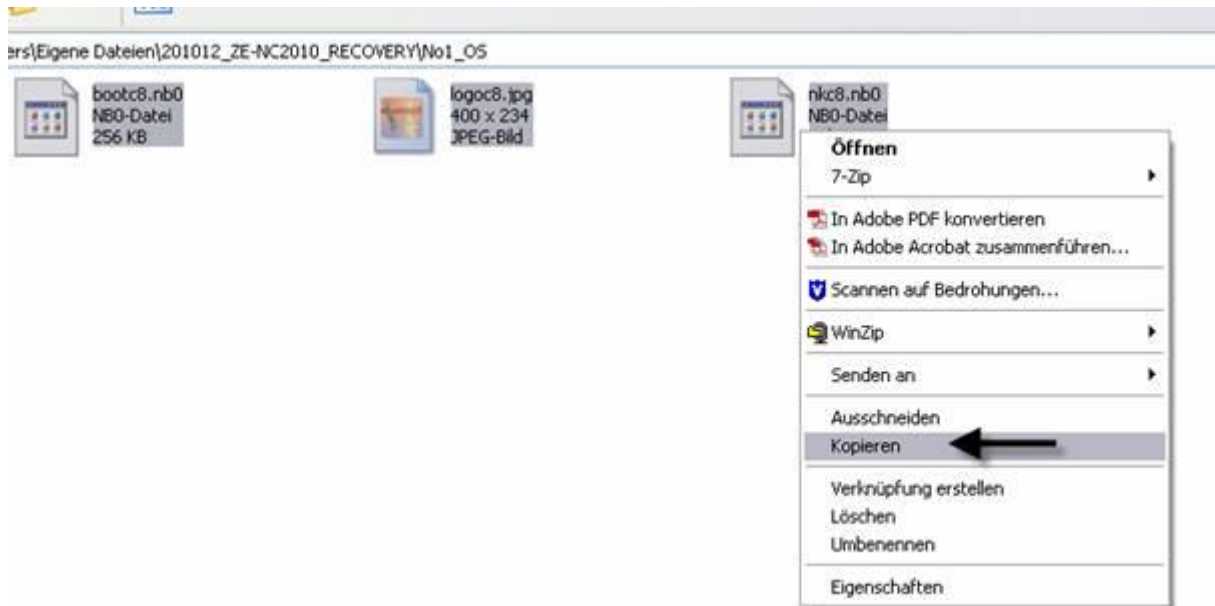 ers\Eigene Dateien\201012_ZE-NC2010_RECOVERY\No1_OS
bootc8.nb0
NB0-Datei
256 KB
logoc8.jpg
400 x 234
JPEG-Bild
nkc8.nb0
NB0-Datei
Öffnen
7-Zip
In Adobe PDF konvertieren
In Adobe Acrobat zusammenführen...
Scannen auf Bedrohungen...
WinZip
Senden an
Ausschneiden
Kopieren
Verknüpfung erstellen
Löschen
Umbenennen
Eigenschaften